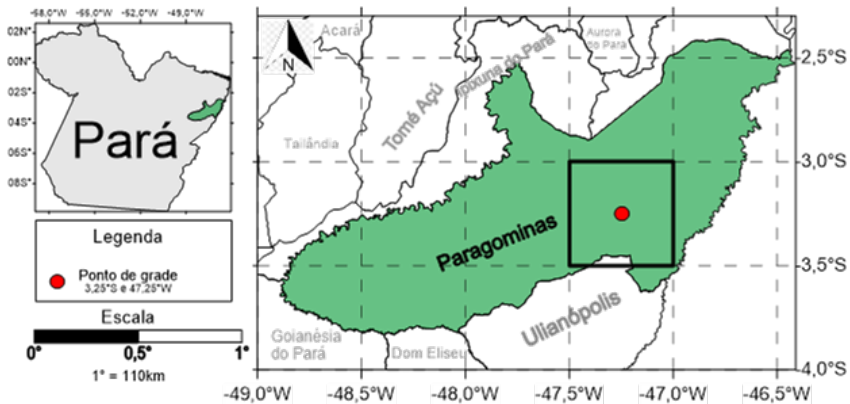 -58,0°W -55,0°W -52,0°W -49,0°W
02N°
00N°
02S°
04S°
06S°
08S°
Pará
Legenda
Ponto de grade
3,25°S e 47,25°W
Escala
0° 0,5° 1°
1° = 110km
N
Acará
Aurora
do Pará
Ipixuna do Pará
Tomé Açú
Tailândia
Paragominas
Ulianópolis
Goianésia
do Pará
Dom Eliseu
-2,5°S
-3,0°S
-3,5°S
-4,0°S
-49,0°W -48,5°W -48,0°W -47,5°W -47,0°W -46,5°W